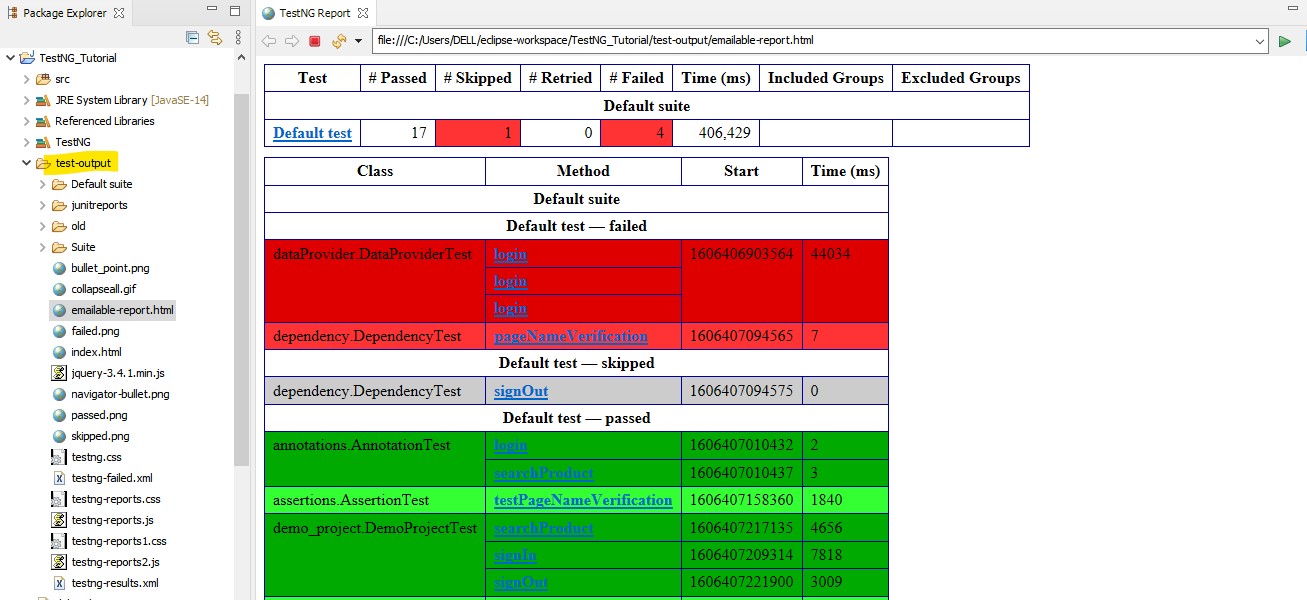 Package Explorer
TestNG_Tutorial
src
JRE System Library [JavaSE-14]
Referenced Libraries
TestNG
test-output
Default suite
junitreports
old
Suite
bullet_point.png
collapseall.gif
emailable-report.html
failed.png
index.html
jquery-3.4.1.min.js
navigator-bullet.png
passed.png
skipped.png
testng.css
testng-failed.xml
testng-reports.css
testng-reports.js
testng-reports1.css
testng-reports2.js
testng-results.xml
TestNG Report
file:///C:/Users/DELL/eclipse-workspace/TestNG_Tutorial/test-output/emailable-report.html
Test # Passed # Skipped # Retried # Failed Time (ms) Included Groups Excluded Groups
Default suite
Default test 17 1 0 4 406,429
Class Method Start Time (ms)
Default suite
Default test — failed
dataProvider.DataProviderTest login 1606406903564 44034
login
login
dependency.DependencyTest pageNameVerification 1606407094565 7
Default test — skipped
dependency.DependencyTest signOut 1606407094575 0
Default test — passed
annotations.AnnotationTest login 1606407010432 2
searchProduct 1606407010437 3
assertions.AssertionTest testPageNameVerification 1606407158360 1840
demo_project.DemoProjectTest searchProduct 1606407217135 4656
signIn 1606407209314 7818
signOut 1606407221900 3009